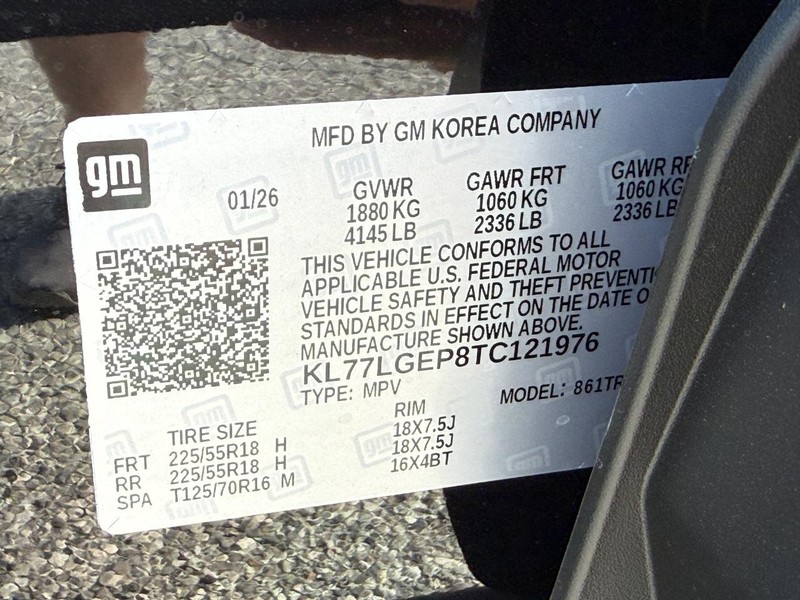 MFD BY GM KOREA COMPANY
gm
01/26
GVWR GAWR FRT GAWR
1880 KG 1060 KG 1060 KG
4145 LB 2336 LB 2336 LB
THIS VEHICLE CONFORMS TO ALL
APPLICABLE U.S. FEDERAL MOTOR
VEHICLE SAFETY AND THEFT
STANDARDS IN EFFECT ON THE DATE
MANUFACTURE SHOWN ABOVE.
KL77LGEP8TC121976
TYPE: MPV MODEL:
TIRE SIZE RIM
FRT 225/55R18 H 18X7.5J
RR 225/55R18 H 18X7.5J
SPA T125/70R16 M 16X4BT